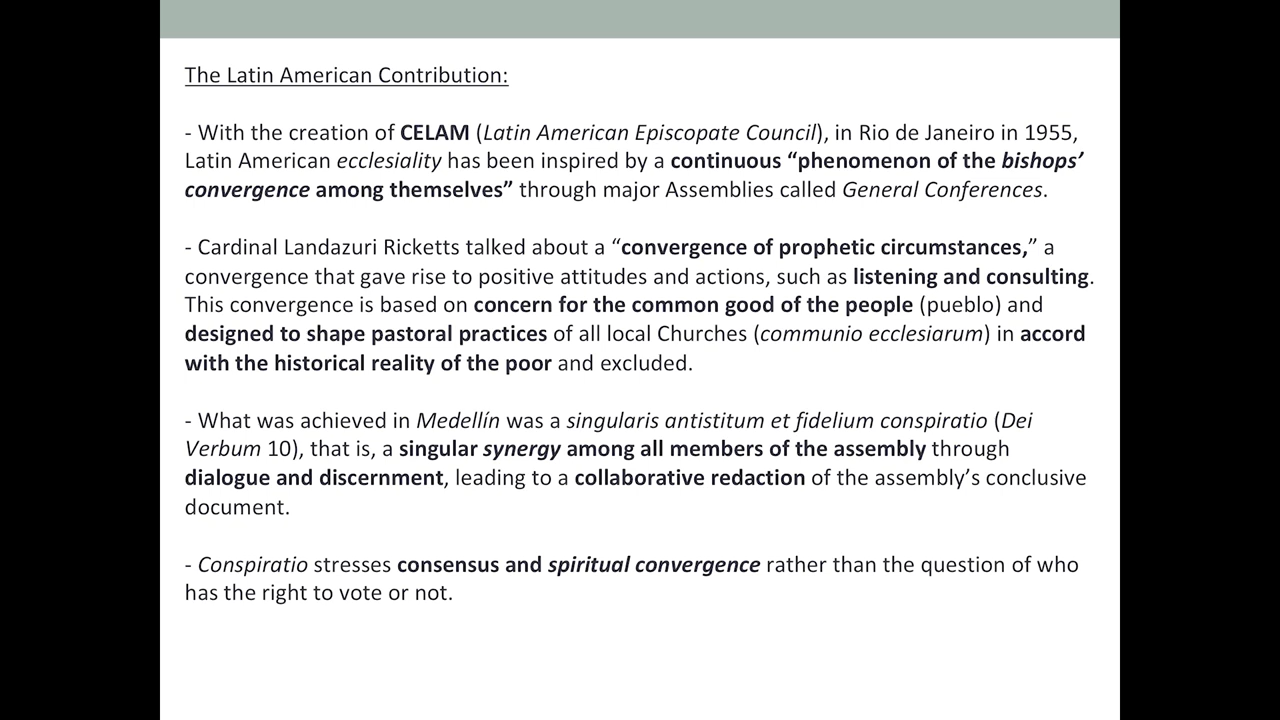 The Latin American Contribution:
- With the creation of CELAM (Latin American Episcopate Council), in Rio de Janeiro in 1955,
Latin American ecclesiality has been inspired by a continuous “phenomenon of the bishops’
convergence among themselves” through major Assemblies called General Conferences.
- Cardinal Landazuri Ricketts talked about a “convergence of prophetic circumstances,” a
convergence that gave rise to positive attitudes and actions, such as listening and consulting.
This convergence is based on concern for the common good of the people (pueblo) and
designed to shape pastoral practices of all local Churches (communio ecclesiarum) in accord
with the historical reality of the poor and excluded.
- What was achieved in Medellín was a singularis antistitum et fidelium conspiratio (Dei
Verbum 10), that is, a singular synergy among all members of the assembly through
dialogue and discernment, leading to a collaborative redaction of the assembly’s conclusive
document.
- Conspiratio stresses consensus and spiritual convergence rather than the question of who
has the right to vote or not.